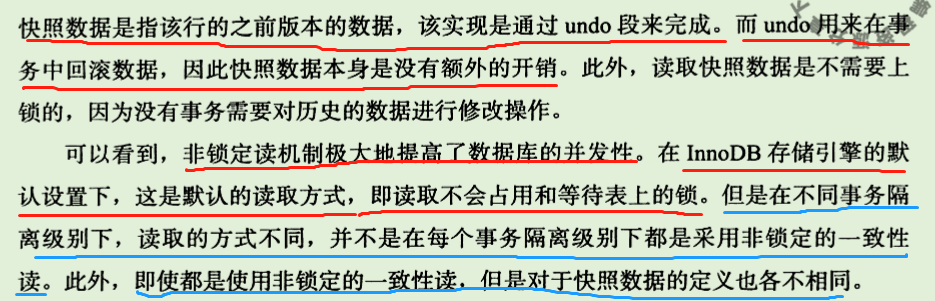 快照数据是指该行的之前版本的数据，该实现是通过 undo 段来完成。而 undo 用来在事
务中回滚数据，因此快照数据本身是没有额外的开销。此外，读取快照数据是不需要上
锁的，因为没有事务需要对历史的数据进行修改操作。
可以看到，非锁定读机制极大地提高了数据库的并发性。在 InnoDB 存储引擎的默
认设置下，这是默认的读取方式，即读取不会占用和等待表上的锁。但是在不同事务隔
离级别下，读取的方式不同，并不是在每个事务隔离级别下都是采用非锁定的一致性
读。此外，即使都是使用非锁定的一致性读，但是对于快照数据的定义也各不相同。